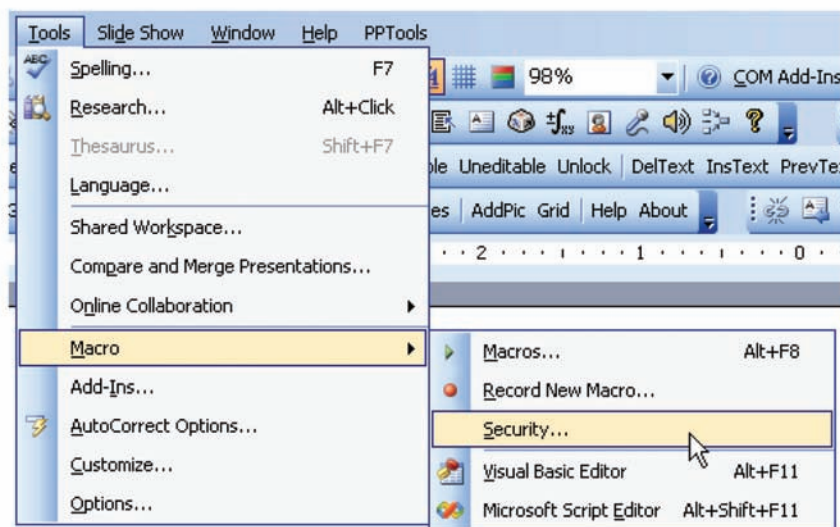 Tools Slide Show Window Help PPTools
ABC Spelling... F7
98% COM Add-Ins
Research... Alt+Click
Thesaurus... Shift+F7
Uneditable Unlock DelText InsText PrevTe
Language...
es AddPic Grid Help About
Shared Workspace...
2 1 0
Compare and Merge Presentations...
Online Collaboration
Macro
Macros... Alt+F8
Add-Ins...
Record New Macro...
AutoCorrect Options...
Security...
Customize...
Visual Basic Editor Alt+F11
Options...
Microsoft Script Editor Alt+Shift+F11